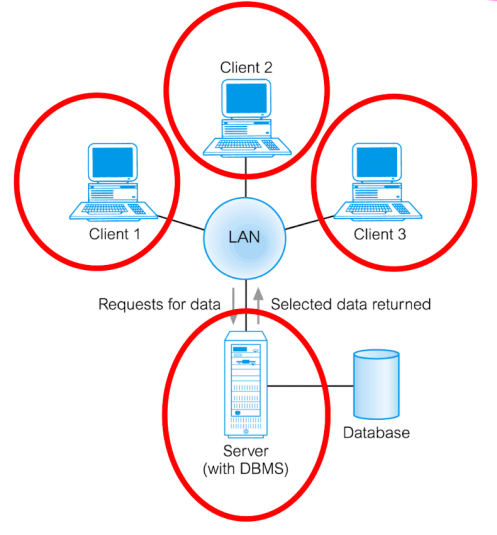 Client 2
Client 1
LAN
Client 3
Requests for data
Selected data returned
Server
(with DBMS)
Database